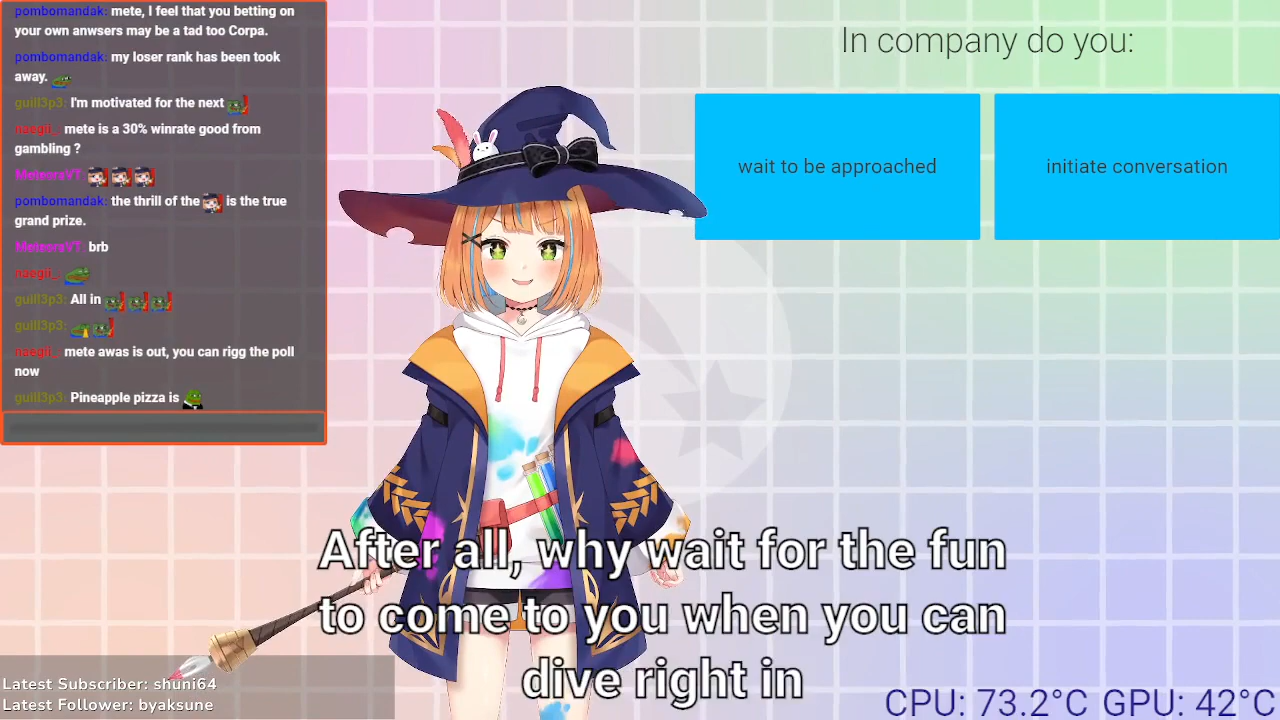 pombomandak: mete, I feel that you betting on
your own anwsers may be a tad too Corpa.
pombomandak: my loser rank has been took
away.
guill3p3: I'm motivated for the next
naegii_: mete is a 30% winrate good from
gambling ?
MeteoraVT
pombomandak: the thrill of the is the true
grand prize.
MeteoraVT brb
naegii_:
guill3p3: All in
guill3p3:
naegii_: mete awas is out, you can rigg the poll
now
guill3p3: Pineapple pizza is
In company do you:
wait to be approached
initiate conversation
After all, why wait for the fun
to come to you when you can
dive right in
Latest Subscriber: shuni64
Latest Follower: byaksune
CPU: 73.2°C GPU: 42°C